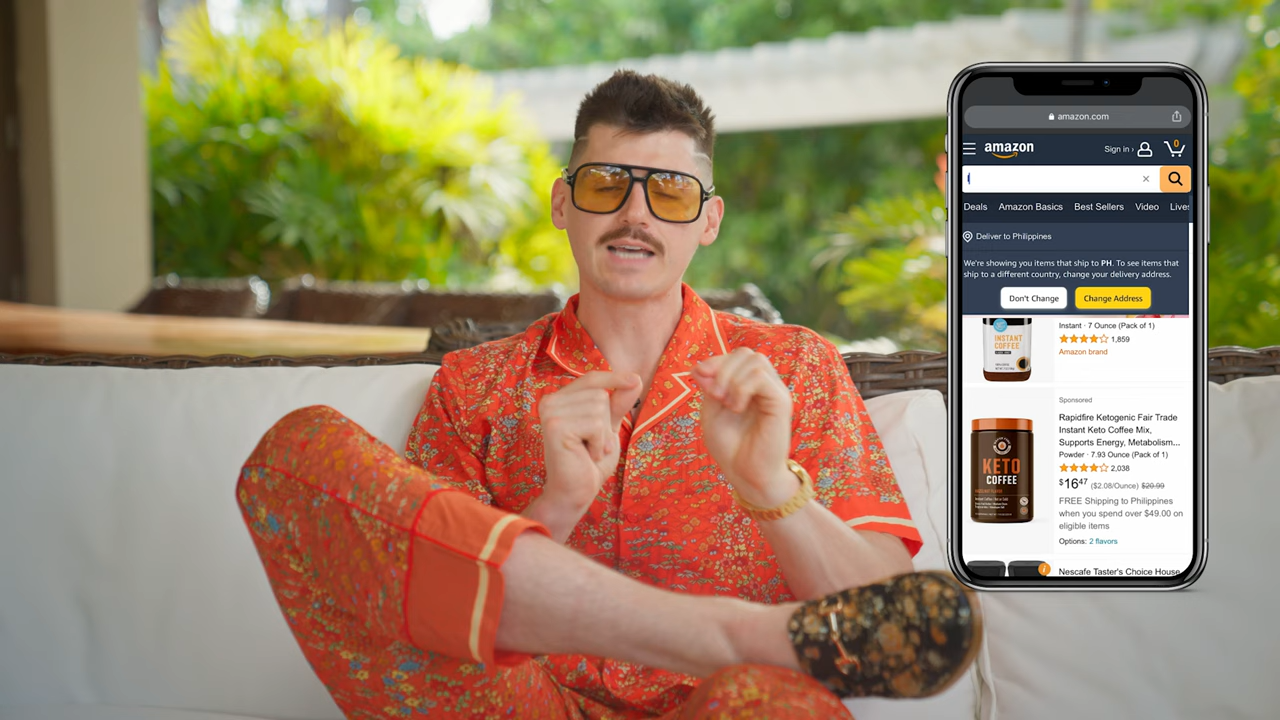 amazon.com
amazon
Sign in ›
0
Deals Amazon Basics Best Sellers Video Lives
Deliver to Philippines
We're showing you items that ship to PH. To see items that
ship to a different country, change your delivery address.
Don't Change
Change Address
INSTANT
COFFEE
Instant · 7 Ounce (Pack of 1)
1,859
Amazon brand
Sponsored
Rapidfire Ketogenic Fair Trade
Instant Keto Coffee Mix,
Supports Energy, Metabolism...
Powder · 7.93 Ounce (Pack of 1)
2,038
$16⁴⁷ ($2.08/Ounce) $20.99
FREE Shipping to Philippines
when you spend over $49.00 on
eligible items
Options: 2 flavors
KETO
COFFEE
Nescafe Taster's Choice House